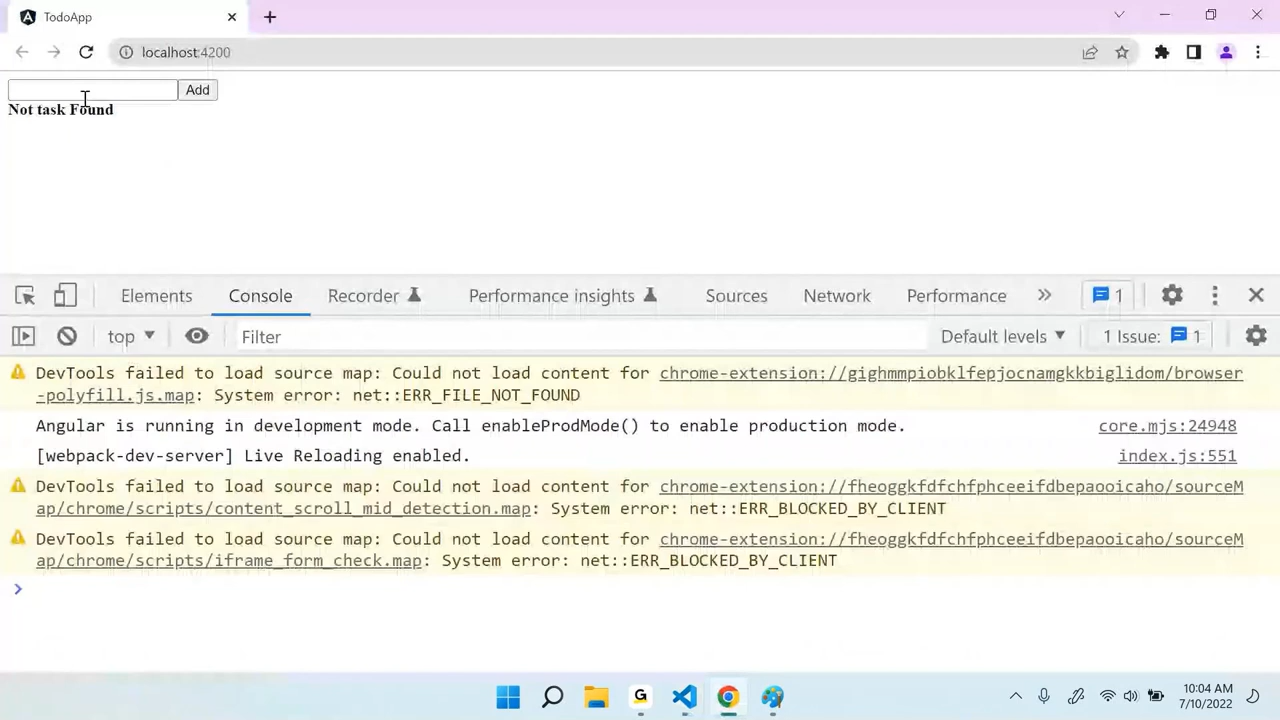 TodoApp
localhost:4200
Add
Not task Found
Elements Console Recorder Performance insights Sources Network Performance 1
top Filter Default levels 1 Issue: 1
DevTools failed to load source map: Could not load content for chrome-extension://gighmmpiobklfepjocnamgkkbiglidom/browser
-polyfill.js.map: System error: net::ERR_FILE_NOT_FOUND
Angular is running in development mode. Call enableProdMode() to enable production mode. core.mjs:24948
[webpack-dev-server] Live Reloading enabled. index.js:551
DevTools failed to load source map: Could not load content for chrome-extension://fheoggkfdfchfphceeifdbepaooicaho/sourceM
ap/chrome/scripts/content_scroll_mid_detection.map: System error: net::ERR_BLOCKED_BY_CLIENT
DevTools failed to load source map: Could not load content for chrome-extension://fheoggkfdfchfphceeifdbepaooicaho/sourceM
ap/chrome/scripts/iframe_form_check.map: System error: net::ERR_BLOCKED_BY_CLIENT
10:04 AM
7/10/2022